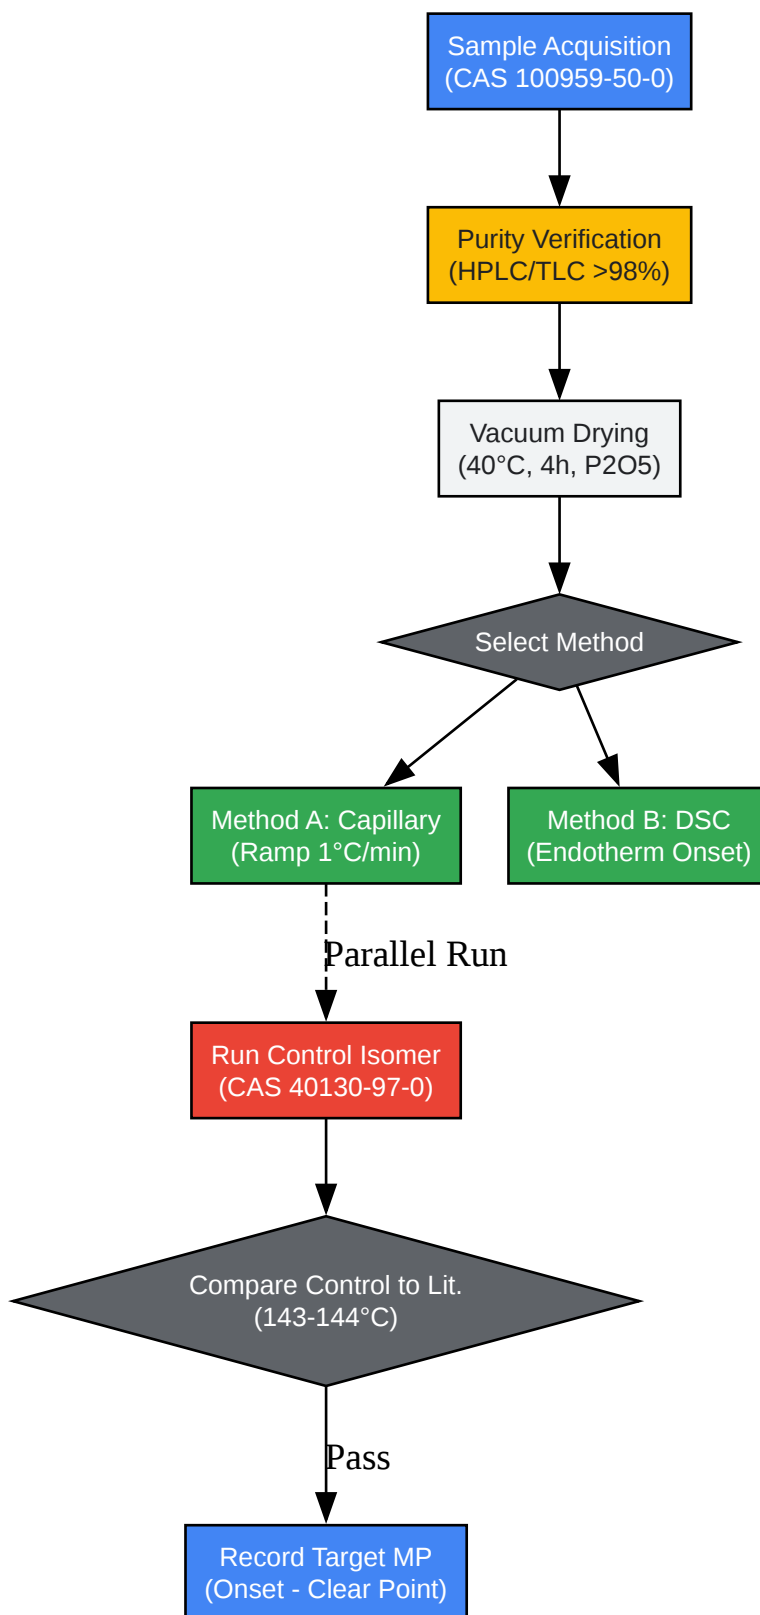 Sample Acquisition
(CAS 100959-50-0)
Purity Verification
(HPLC/TLC >98%)
Vacuum Drying
(40°C, 4h, P2O5)
Select Method
Method A: Capillary
(Ramp 1°C/min)
Method B: DSC
(Endotherm Onset)
Parallel Run
Run Control Isomer
(CAS 40130-97-0)
Compare Control to Lit.
(143-144°C)
Pass
Record Target MP
(Onset - Clear Point)